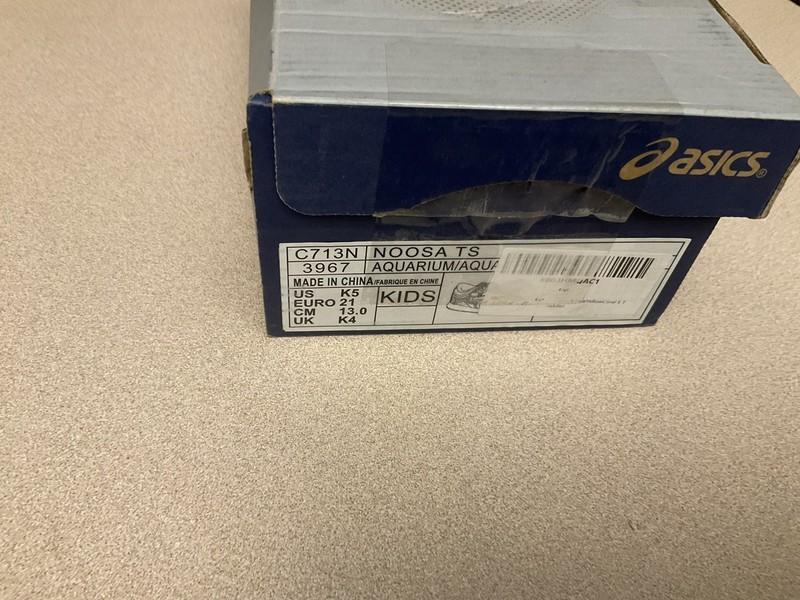 asics®
C713N NOOSA TS
3967 AQUARIUM/AQUA
MADE IN CHINA/FABRIQUE EN CHINE
US K5
EURO 21
CM 13.0
UK K4
KIDS